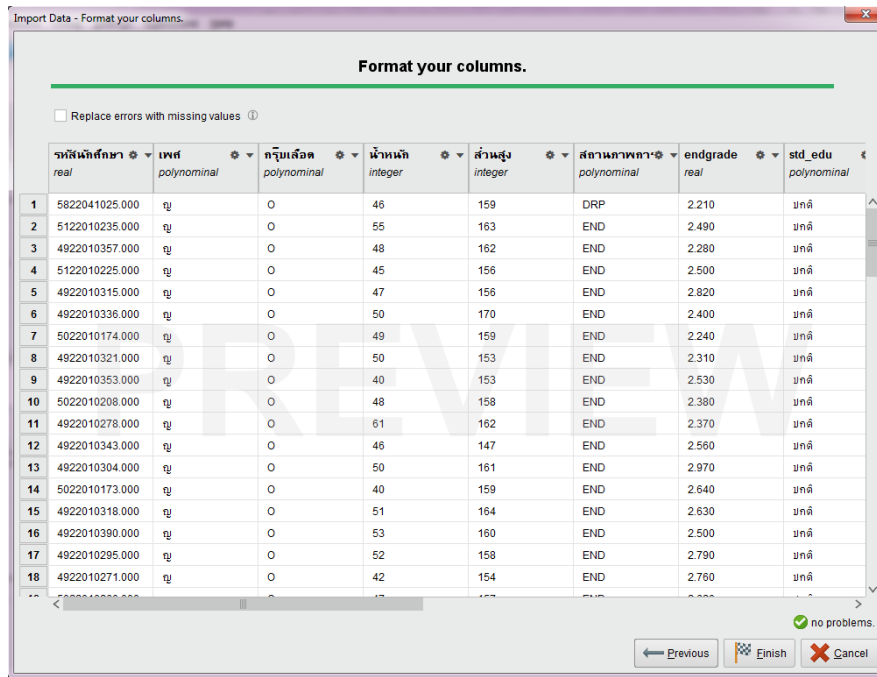 Import Data - Format your columns.
Format your columns.
Replace errors with missing values
รหัสนักศึกษา เพศ กรุ๊บเลือด น้ำหนัก ส่วนสูง endgrade std_edu
real polynominal polynominal integer integer polynominal real polynominal
1 5822041025.000 ญ O 46 159 DRP 2.210 ปกติ
2 5122010235.000 ญ O 55 163 END 2.490 ปกติ
3 4922010357.000 ญ O 48 162 END 2.280 ปกติ
4 5122010225.000 ญ O 45 156 END 2.500 ปกติ
5 4922010315.000 ญ O 47 156 END 2.820 ปกติ
6 4922010336.000 ญ O 50 170 END 2.400 ปกติ
7 5022010174.000 ญ O 49 159 END 2.240 ปกติ
8 4922010321.000 ญ O 50 153 END 2.310 ปกติ
9 4922010353.000 ญ O 40 153 END 2.530 ปกติ
PREVIEW
10 5022010208.000 ญ O 48 158 END 2.380 ปกติ
11 4922010278.000 ญ O 61 162 END 2.370 ปกติ
12 4922010343.000 ญ O 46 147 END 2.560 ปกติ
13 4922010304.000 ญ O 50 161 END 2.970 ปกติ
14 5022010173.000 ญ O 40 159 END 2.640 ปกติ
15 4922010318.000 ญ O 51 164 END 2.630 ปกติ
16 4922010390.000 ญ O 53 160 END 2.500 ปกติ
17 4922010295.000 ญ O 52 158 END 2.790 ปกติ
18 4922010271.000 ญ O 42 154 END 2.760 ปกติ
no problems.
Previous Finish Cancel